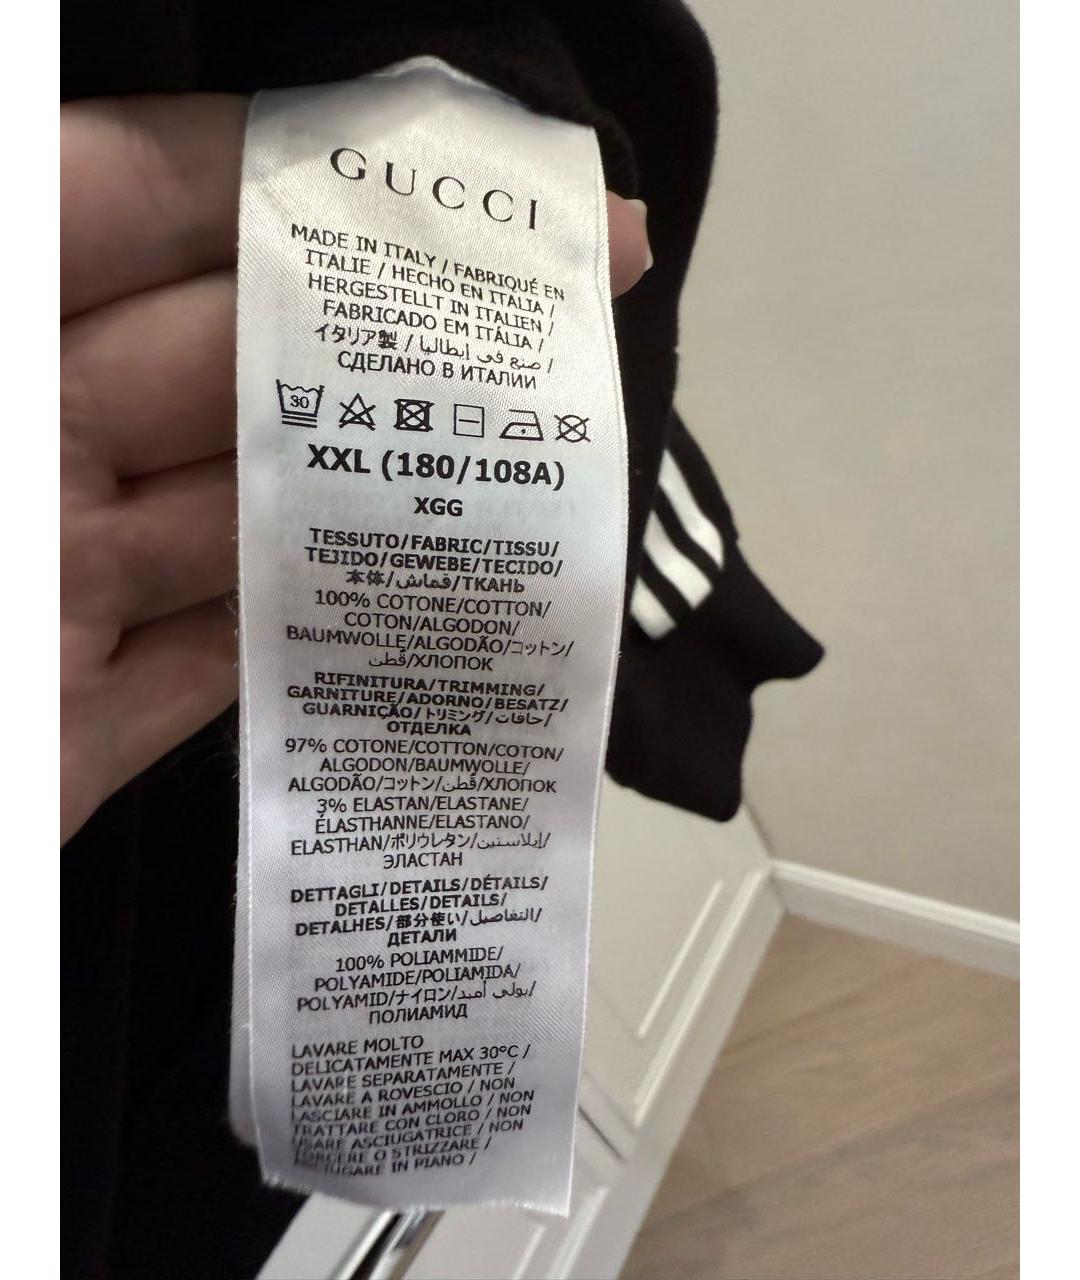 GUCCI
MADE IN ITALY / FABRIQUÉ EN
ITALIE / HECHO EN ITALIA /
HERGESTELLT IN ITALIEN /
FABRICADO EM ITÁLIA /
イタリア製 / صنع في إيطاليا /
СДЕЛАНО В ИТАЛИИ
30
XXL (180/108A)
XGG
TESSUTO/FABRIC/TISSU/
TEJIDO/GEWEBE/TECIDO/
本体/قماش/ТКАНЬ
100% COTONE/COTTON/
COTON/ALGODON/
BAUMWOLLE/ALGODÃO/コットン/
قطن/ХЛОПОК
RIFINITURA/TRIMMING/
GARNITURE/ADORNO/BESATZ/
GUARNIÇÃO/トリミング/حافات/
ОТДЕЛКА
97% COTONE/COTTON/COTON/
ALGODON/BAUMWOLLE/
ALGODÃO/コットン/قطن/ХЛОПОК
3% ELASTAN/ELASTANE/
ÉLASTHANNE/ELASTANO/
ELASTHAN/ポリウレタン/إيلاستين/
ЭЛАСТАН
DETTAGLI/DETAILS/DÉTAILS/
DETALLES/DETAILS/
DETALHES/部分使い/التفاصيل/
ДЕТАЛИ
100% POLIAMMIDE/
POLYAMIDE/POLIAMIDA/
POLYAMID/ナイロン/بولي أميد/
ПОЛИАМИД
LAVARE MOLTO
DELICATAMENTE MAX 30°C /
LAVARE SEPARATAMENTE /
LAVARE A ROVESCIO / NON
LASCIARE IN AMMOLLO / NON
TRATTARE CON CLORO / NON
USARE ASCIUGATRICE / NON
TORCERE O STRIZZARE /
ASCIUGARE IN PIANO /